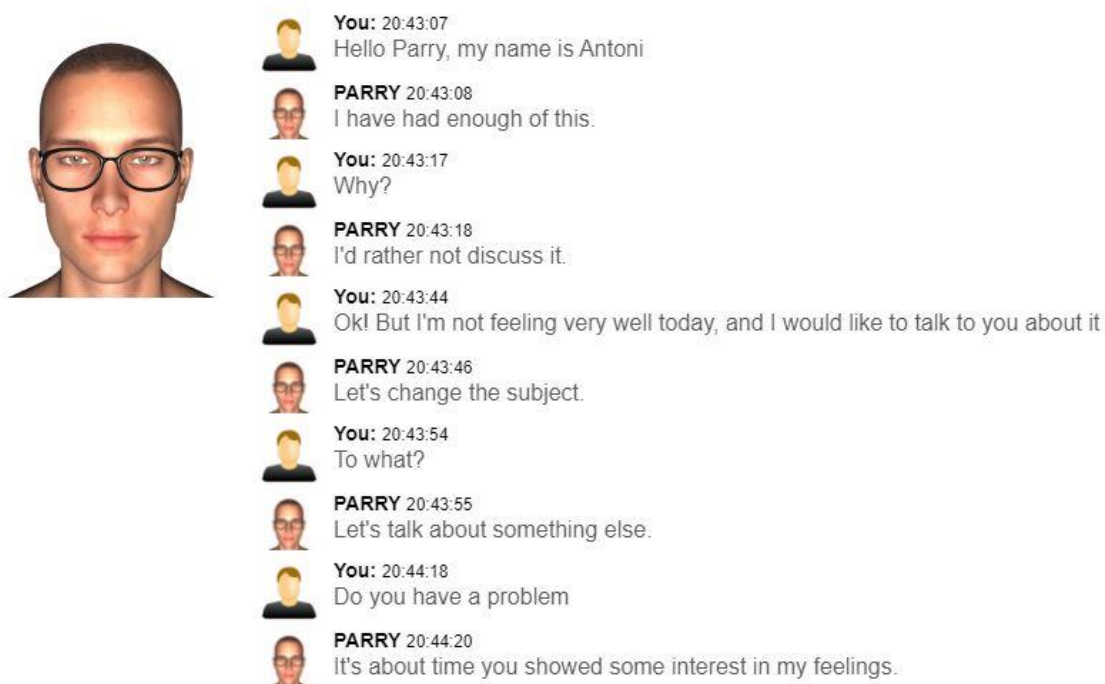 You: 20:43:07
Hello Parry, my name is Antoni
PARRY 20:43:08
I have had enough of this.
You: 20:43:17
Why?
PARRY 20:43:18
I'd rather not discuss it.
You: 20:43:44
Ok! But I'm not feeling very well today, and I would like to talk to you about it
PARRY 20:43:46
Let's change the subject.
You: 20:43:54
To what?
PARRY 20:43:55
Let's talk about something else.
You: 20:44:18
Do you have a problem
PARRY 20:44:20
It's about time you showed some interest in my feelings.